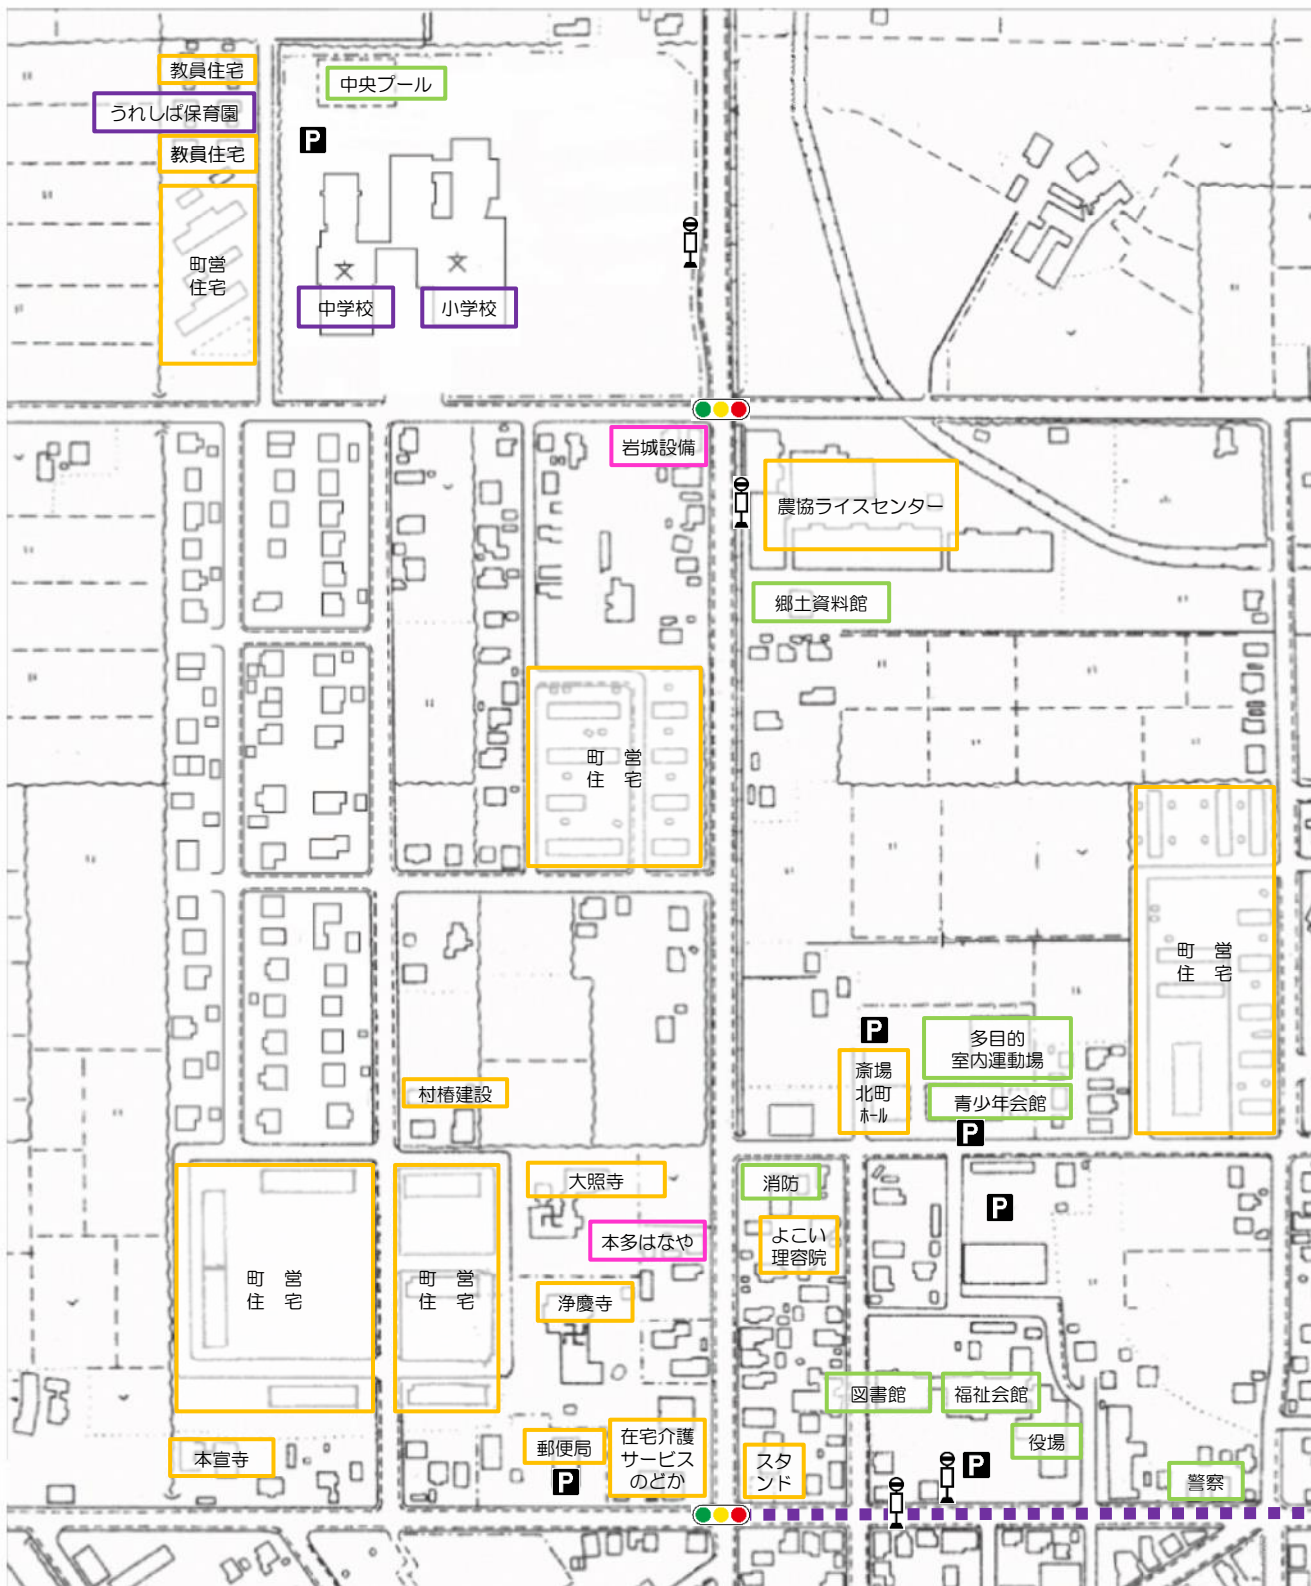 教員住宅
中央プール
うれしぱ保育園
P
教員住宅
町営
住宅
中学校
小学校
岩城設備
農協ライスセンター
郷土資料館
町 営
住 宅
町 営
住 宅
P
多目的
室内運動場
斎場
北町
ホール
村椿建設
青少年会館
P
大照寺
消防
P
本多はなや
よこい
理容院
町 営
住 宅
町 営
住 宅
浄慶寺
図書館
福祉会館
役場
郵便局
P
在宅介護
サービス
のどか
本宣寺
スタ
ンド
P
警察